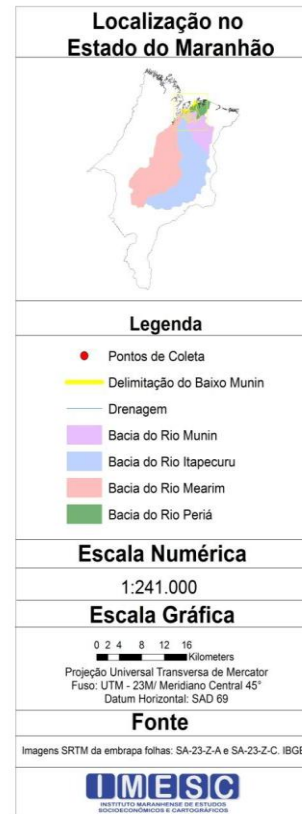 Localização no
Estado do Maranhão
Legenda
Pontos de Coleta
Delimitação do Baixo Munin
Drenagem
Bacia do Rio Munin
Bacia do Rio Itapecuru
Bacia do Rio Mearim
Bacia do Rio Periá
Escala Numérica
1:241.000
Escala Gráfica
0 2 4 8 12 16
Kilometers
Projeção Universal Transversa de Mercator
Fuso: UTM - 23M/ Meridiano Central 45°
Datum Horizontal: SAD 69
Fonte
Imagens SRTM da embrapa folhas: SA-23-Z-A e SA-23-Z-C. IBGE
IMESC
INSTITUTO MARANHENSE DE ESTUDOS
SOCIOECONÔMICOS E CARTOGRÁFICOS